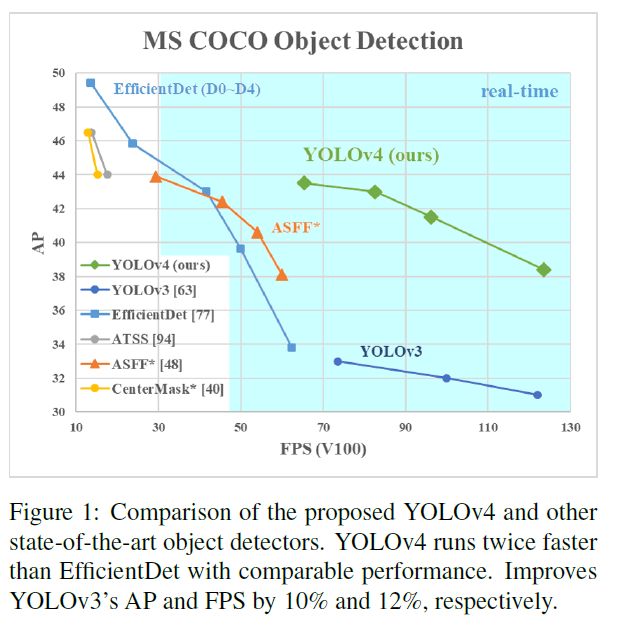 MS COCO Object Detection
50
48
46
44
42
40
38
36
34
32
30
AP
EfficientDet (D0~D4)
real-time
YOLOv4 (ours)
ASFF*
YOLOv3
YOLOv4 (ours)
YOLOv3 [63]
EfficientDet [77]
ATSS [94]
ASFF* [48]
CenterMask* [40]
10 30 50 70 90 110 130
FPS (V100)
Figure 1: Comparison of the proposed YOLOv4 and other
state-of-the-art object detectors. YOLOv4 runs twice faster
than EfficientDet with comparable performance. Improves
YOLOv3's AP and FPS by 10% and 12%, respectively.